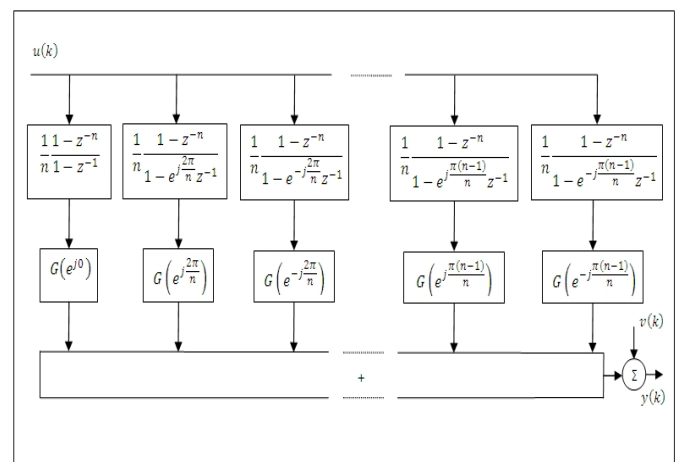 u(k)
1/n (1 − z^{−n})/(1 − z^{−1})
1/n (1 − z^{−n})/(1 − e^{j2π/n} z^{−1})
1/n (1 − z^{−n})/(1 − e^{−j2π/n} z^{−1})
1/n (1 − z^{−n})/(1 − e^{jπ(n−1)/n} z^{−1})
1/n (1 − z^{−n})/(1 − e^{−jπ(n−1)/n} z^{−1})
G(e^{j0})
G(e^{j2π/n})
G(e^{−j2π/n})
G(e^{jπ(n−1)/n})
G(e^{−jπ(n−1)/n})
v(k)
+
Σ
y(k)